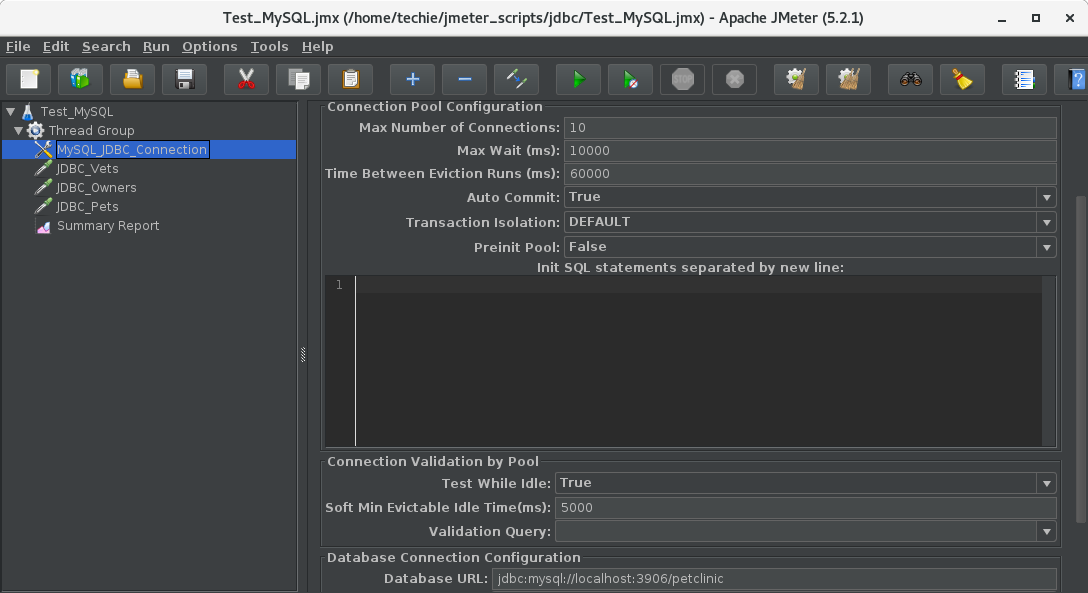 Test_MySQL.jmx (/home/techie/jmeter_scripts/jdbc/Test_MySQL.jmx) - Apache JMeter (5.2.1)
File Edit Search Run Options Tools Help
STOP
?
Test_MySQL
Thread Group
MySQL_JDBC_Connection
JDBC_Vets
JDBC_Owners
JDBC_Pets
Summary Report
Connection Pool Configuration
Max Number of Connections: 10
Max Wait (ms): 10000
Time Between Eviction Runs (ms): 60000
Auto Commit: True
Transaction Isolation: DEFAULT
Preinit Pool: False
Init SQL statements separated by new line:
1
Connection Validation by Pool
Test While Idle: True
Soft Min Evictable Idle Time(ms): 5000
Validation Query:
Database Connection Configuration
Database URL: jdbc:mysql://localhost:3906/petclinic